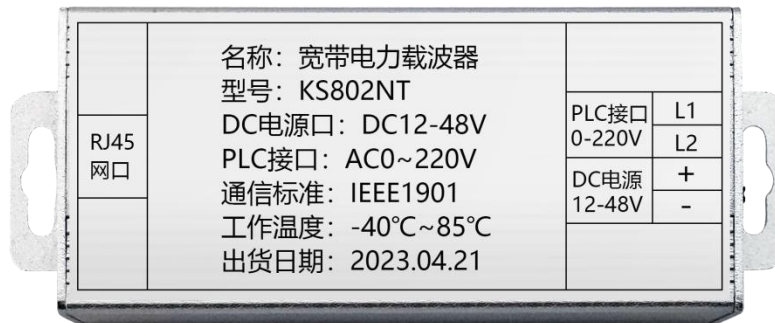 RJ45
网口
名称：宽带电力载波器
型号：KS802NT
DC电源口：DC12-48V
PLC接口：AC0~220V
通信标准：IEEE1901
工作温度：-40℃~85℃
出货日期：2023.04.21
PLC接口
0-220V
L1
L2
DC电源
12-48V
+
-